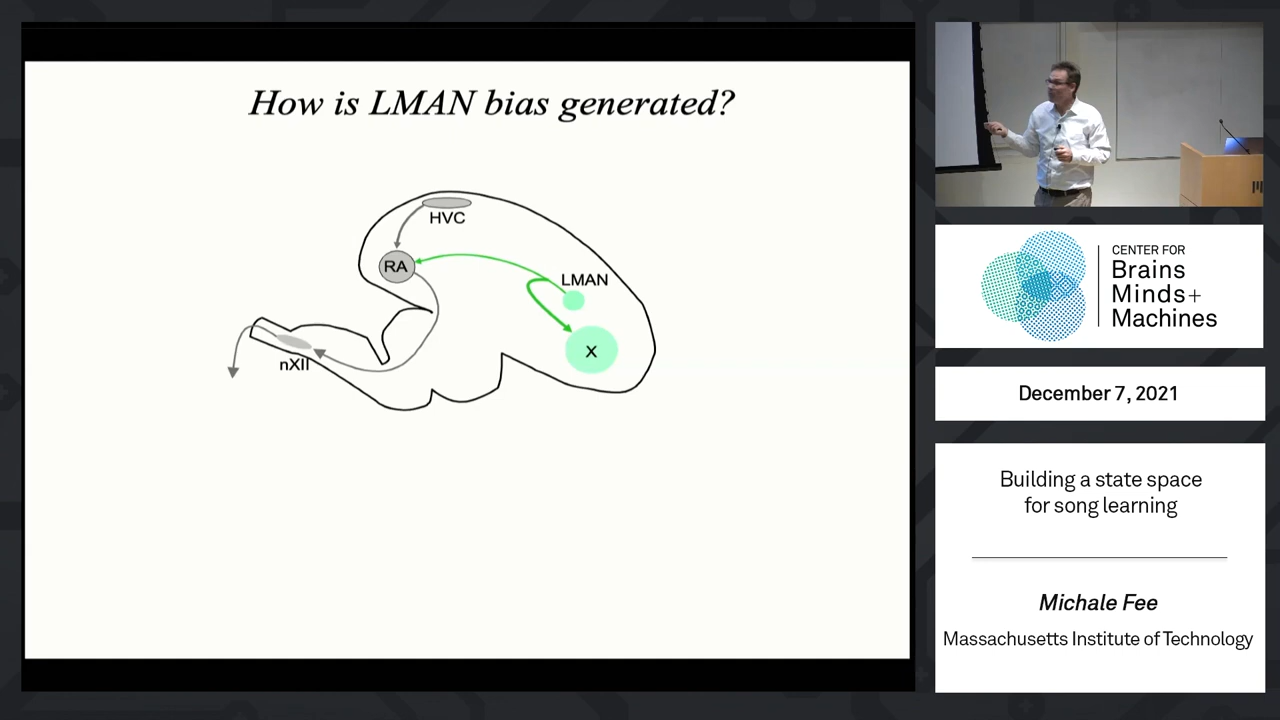 How is LMAN bias generated?
HVC
RA
LMAN
X
nXII
CENTER FOR
Brains
Minds+
Machines
December 7, 2021
Building a state space
for song learning
Michale Fee
Massachusetts Institute of Technology